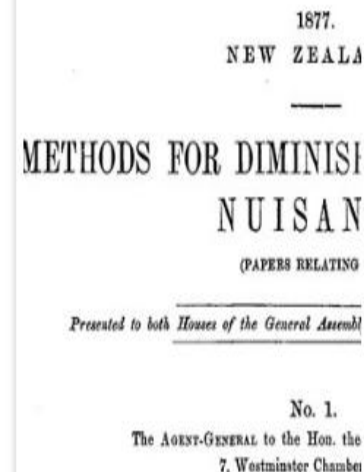 1877.
NEW ZEALA
METHODS FOR DIMINISH
NUISAN
(PAPERS RELATING
Presented to both Houses of the General Assembl
No. 1.
The AGENT-GENERAL to the Hon. the
7, Westminster Chamber